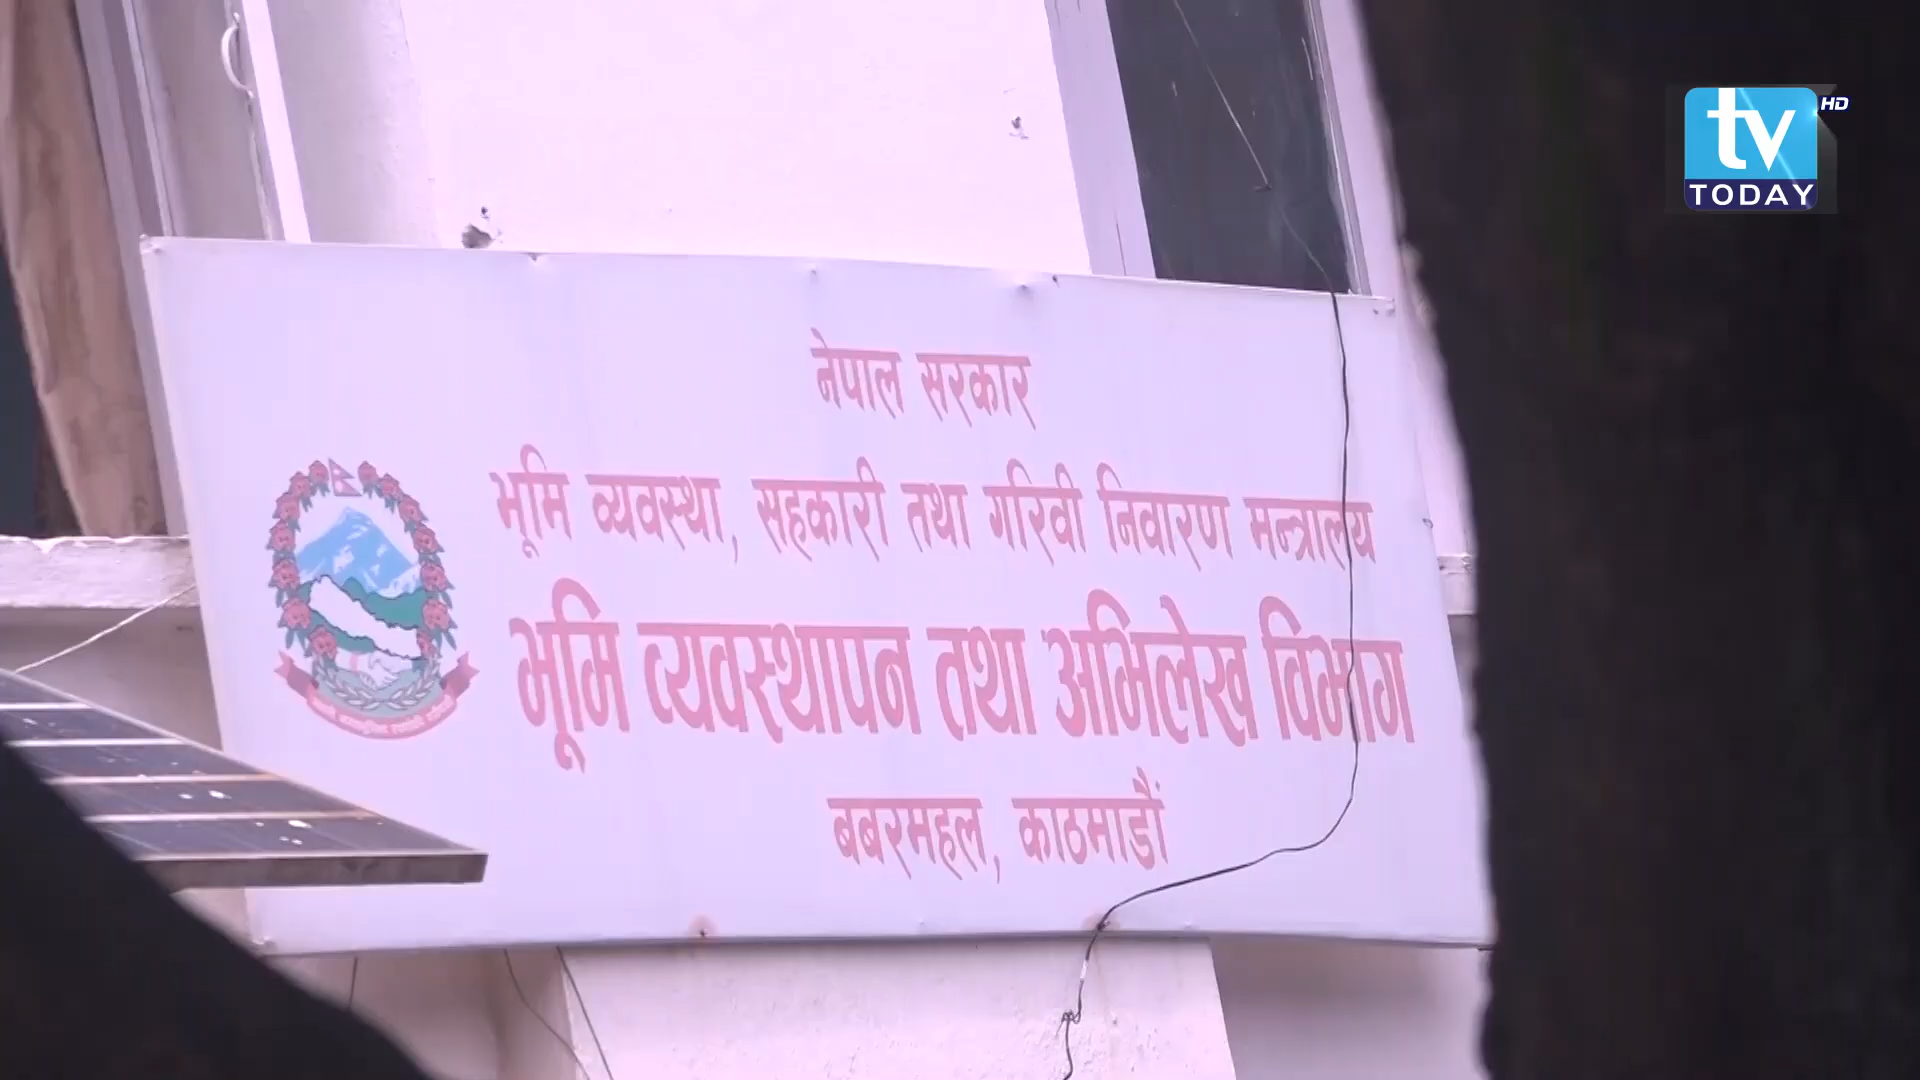 tv HD
TODAY
नेपाल सरकार
भूमि व्यवस्था, सहकारी तथा गरिवी निवारण मन्त्रालय
भूमि व्यवस्थापन तथा अभिलेख विभाग
बबरमहल, काठमाडौं